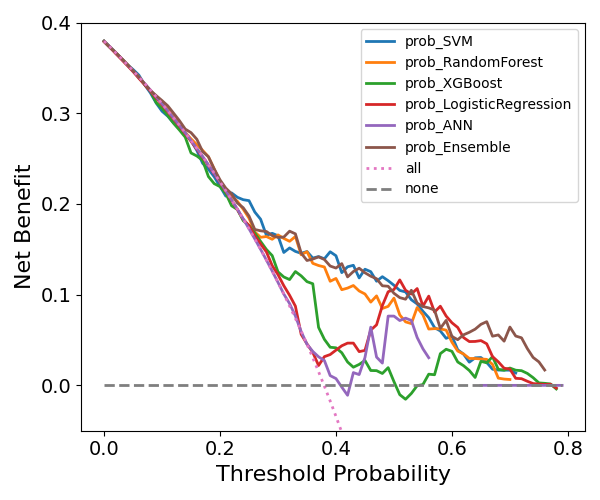 0.4
0.3
0.2
0.1
0.0
Net Benefit
prob_SVM
prob_RandomForest
prob_XGBoost
prob_LogisticRegression
prob_ANN
prob_Ensemble
all
none
0.0 0.2 0.4 0.6 0.8
Threshold Probability